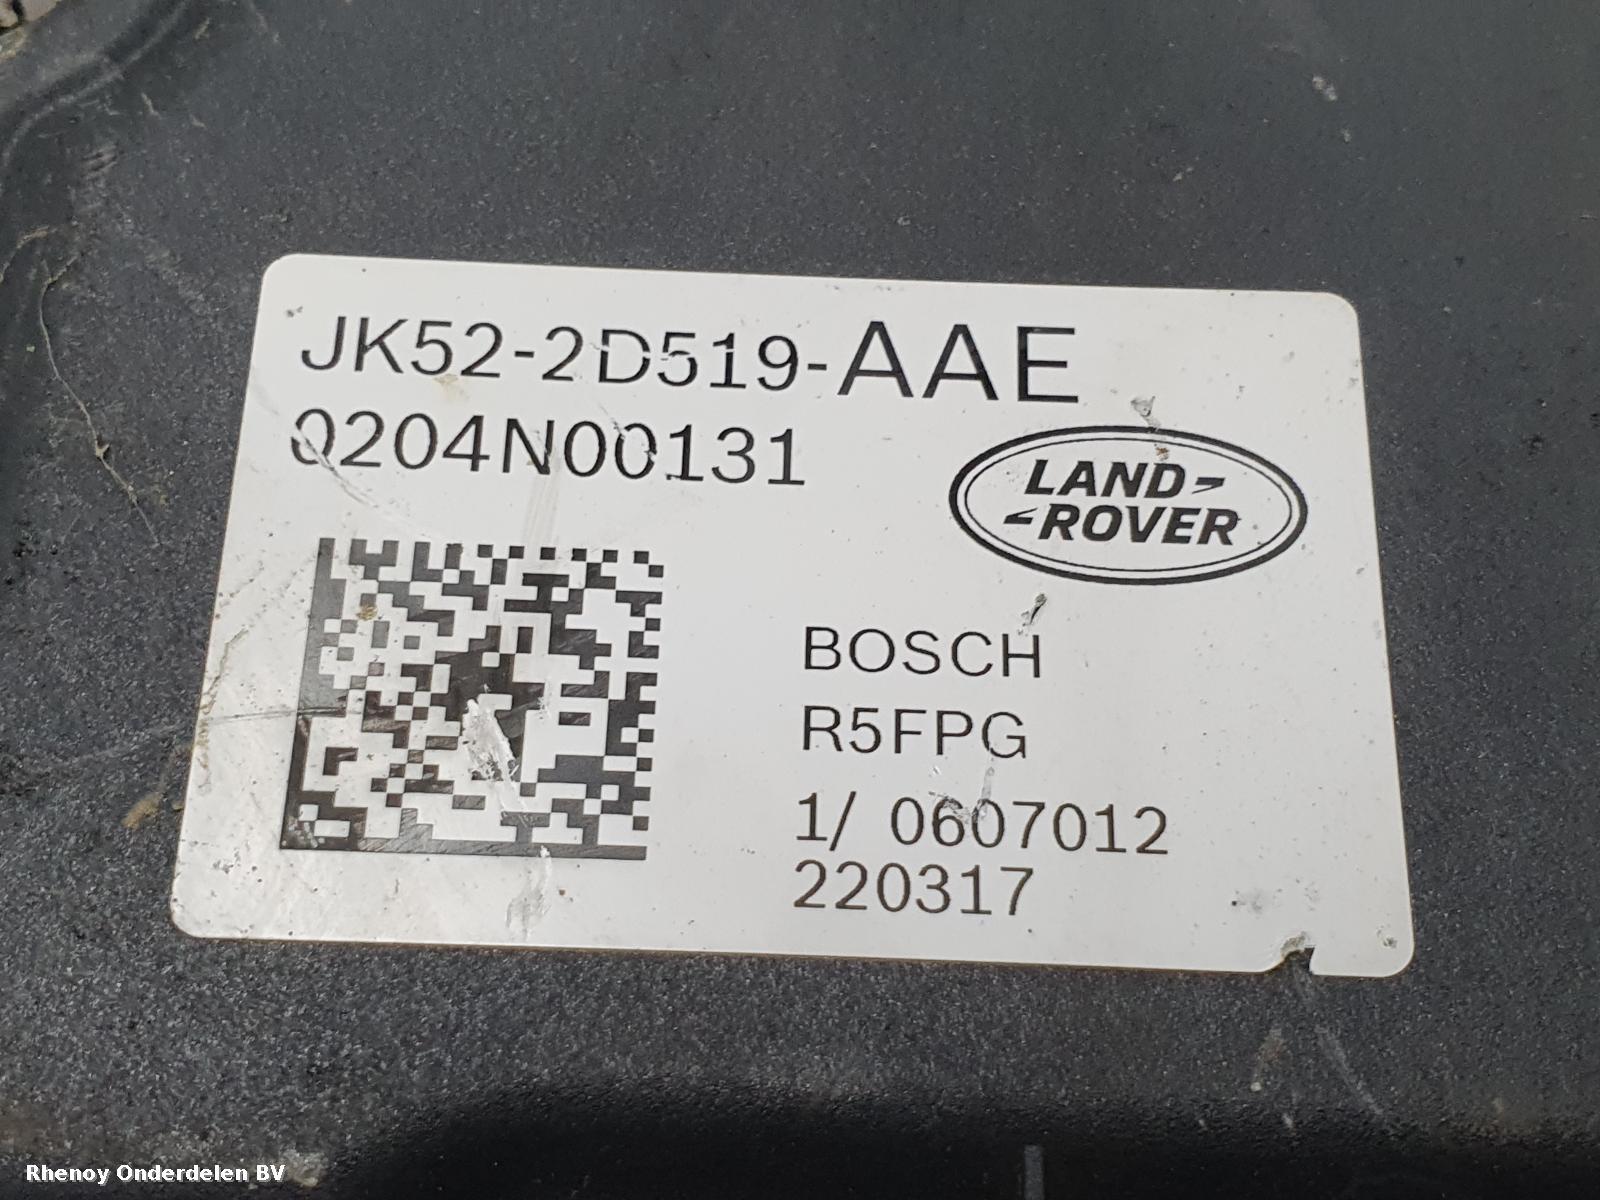 JK52-2D519-AAE
0204N00131
LAND
ROVER
BOSCH
R5FPG
1/ 0607012
220317
Rhenoy Onderdelen BV